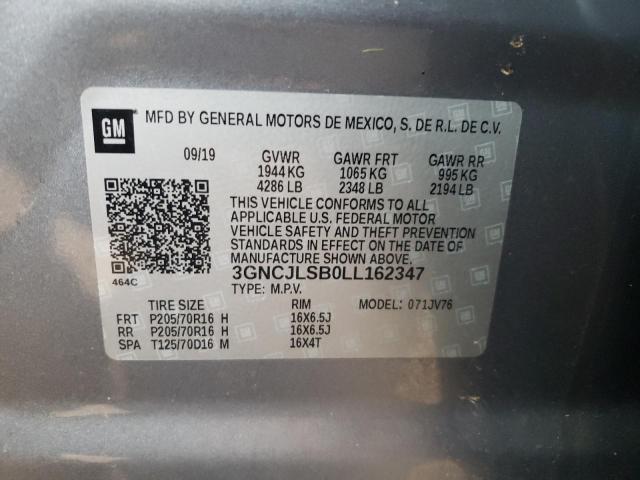 GM
MFD BY GENERAL MOTORS DE MEXICO, S. DE R.L. DE C.V.
09/19 GVWR GAWR FRT GAWR RR
1944 KG 1065 KG 995 KG
4286 LB 2348 LB 2194 LB
THIS VEHICLE CONFORMS TO ALL
APPLICABLE U.S. FEDERAL MOTOR
VEHICLE SAFETY AND THEFT PREVENTION
STANDARDS IN EFFECT ON THE DATE OF
MANUFACTURE SHOWN ABOVE.
464C 3GNCJLSB0LL162347
TYPE: M.P.V.
TIRE SIZE RIM MODEL: 071JV76
FRT P205/70R16 H 16X6.5J
RR P205/70R16 H 16X6.5J
SPA T125/70D16 M 16X4T